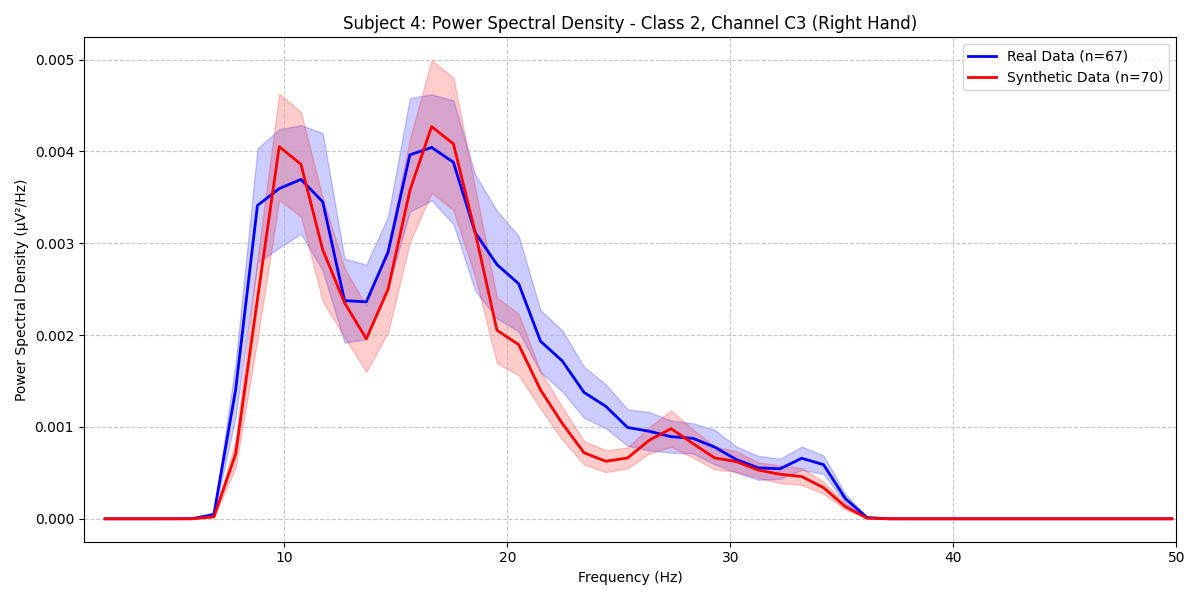 Subject 4: Power Spectral Density - Class 2, Channel C3 (Right Hand)
Real Data (n=67)
Synthetic Data (n=70)
Power Spectral Density (μV²/Hz)
0.005
0.004
0.003
0.002
0.001
0.000
10 20 30 40 50
Frequency (Hz)